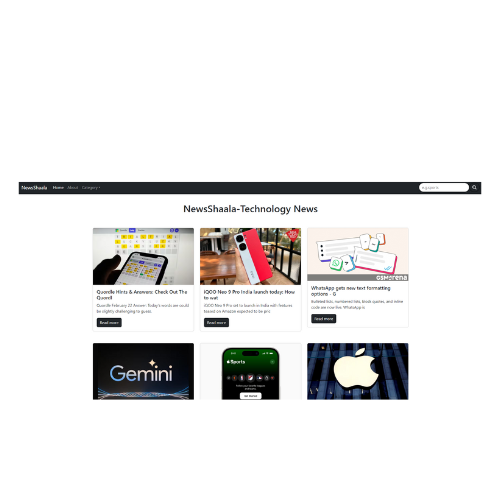 NewsShaala Home About Category
NewsShaala-Technology News
Quordle Hints & Answers: Check Out The Quord!
Quordle February 22 Answer: Today's words we could be slightly challenging to guess.
Read more
iQOO Neo 9 Pro India launch today: How to wat
iQOO Neo 9 Pro set to launch in India with features based on Amazon expected to be pri
Read more
WhatsApp gets new text formatting options - G
Bulleted lists, numbered lists, block quotes, and inline code are now live. WhatsApp is
Read more
Gemini
Sports